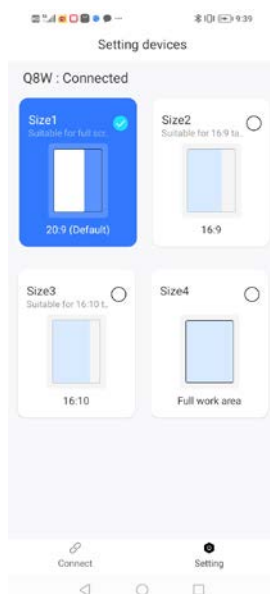 9:39
Setting devices
Q8W : Connected
Size1
Suitable for full scr..
20:9 (Default)
Size2
Suitable for 16:9 ta..
16:9
Size3
Suitable for 16:10 t..
16:10
Size4
Full work area
Connect
Setting